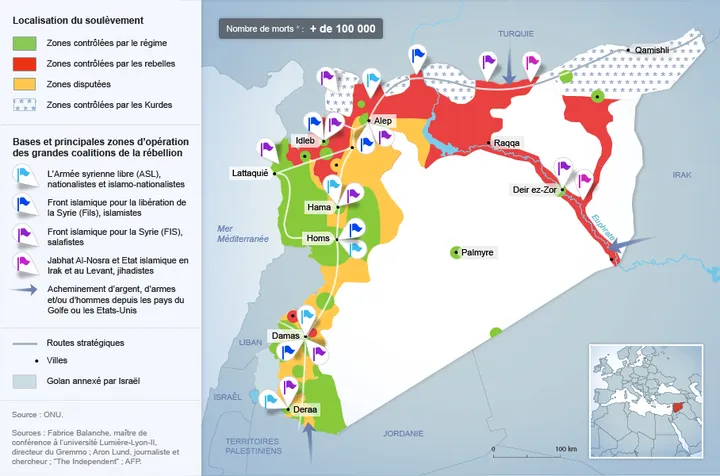 Localisation du soulèvement
Zones contrôlées par le régime
Zones contrôlées par les rebelles
Zones disputées
Zones contrôlées par les Kurdes
Bases et principales zones d'opération
des grandes coalitions de la rébellion
L'Armée syrienne libre (ASL),
nationalistes et islamo-nationalistes
Front islamique pour la libération de
la Syrie (Fils), islamistes
Front islamique pour la Syrie (FIS),
salafistes
Jabhat Al-Nosra et Etat islamique en
Irak et au Levant, jihadistes
Acheminement d'argent, d'armes
et/ou d'hommes depuis les pays du
Golfe ou les Etats-Unis
Routes stratégiques
Villes
Golan annexé par Israël
Source : ONU.
Sources : Fabrice Balanche, maître de
conférence à l'université Lumière-Lyon-II,
directeur du Gremmo ; Aron Lund, journaliste et
chercheur ; "The Independent" ; AFP.
Nombre de morts * : + de 100 000
TURQUIE
Qamishli
Alep
Idleb
Raqqa
Lattaquié
Deir ez-Zor
IRAK
Hama
Euphrate
Mer
Méditerranée
Homs
Palmyre
Damas
LIBAN
ISRAËL
Deraa
JORDANIE
TERRITOIRES
PALESTINIENS
0
100 km